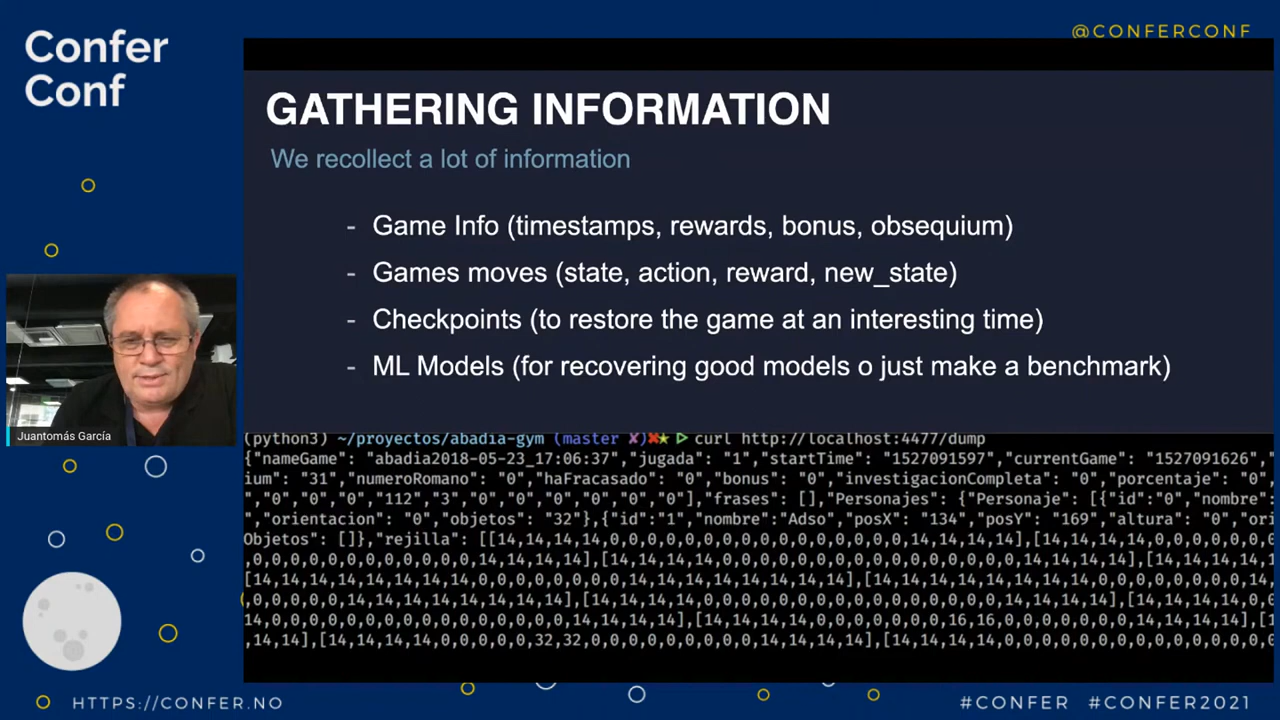 Confer
Conf
@CONFERCONF
GATHERING INFORMATION
We recollect a lot of information
- Game Info (timestamps, rewards, bonus, obsequium)
- Games moves (state, action, reward, new_state)
- Checkpoints (to restore the game at an interesting time)
- ML Models (for recovering good models o just make a benchmark)
Juantomás García
(python3) ~/proyectos/abadia-gym (master ✘)✖★ ᐅ curl http://localhost:4477/dump
{"nameGame": "abadia2018-05-23_17:06:37","jugada": "1","startTime": "1527091597","currentGame": "1527091626","
ium": "31","numeroRomano": "0","haFracasado": "0","bonus": "0","investigacionCompleta": "0","porcentaje": "0",
,"0","0","0","112","3","0","0","0","0","0","0"],"frases": [],"Personajes": {"Personaje": [{"id":"0","nombre":
","orientacion": "0","objetos": "32"},{"id":"1","nombre":"Adso","posX": "134","posY": "169","altura": "0","ori
Objetos": []},"rejilla": [[14,14,14,14,0,0,0,0,0,0,0,0,0,0,0,0,0,0,0,0,14,14,14,14],[14,14,14,14,0,0,0,0,0,0,0
,0,0,0,0,0,0,0,0,0,14,14,14,14,14,14],[14,14,14,14,0,0,0,0,0,0,0,0,0,0,0,0,0,0,14,14,14,14,14,14],[14
[14,14,14,14,0,0,0,0,0,0,0,0,0,14,14,14,14,14,14,14,14,14,14,14],[14,14,14,14,0,0,0,0,0,0,0,0,0,0,0,0,0,0,14
,0,0,0,0,0,14,14,14,14,14,14],[14,14,14,14,0,0,0,0,0,0,0,0,0,0,0,0,0,0,14,14,14,14,14,14],[14,14,14,14,0,0,0
14,0,0,0,0,0,0,0,0,0,0,0,0,0,0,14,14,14,14,14,14],[14,14,14,14,0,0,0,0,0,0,0,0,16,16,0,0,0,0,14,14,14,14],[1
,14,14],[14,14,14,14,0,0,0,0,0,32,32,0,0,0,0,0,0,0,14,14,14,14,14,14],[14,14,14,14,0,0,0,0,0,0,0,0,0,0,0,0,0
HTTPS://CONFER.NO
#CONFER #CONFER2021